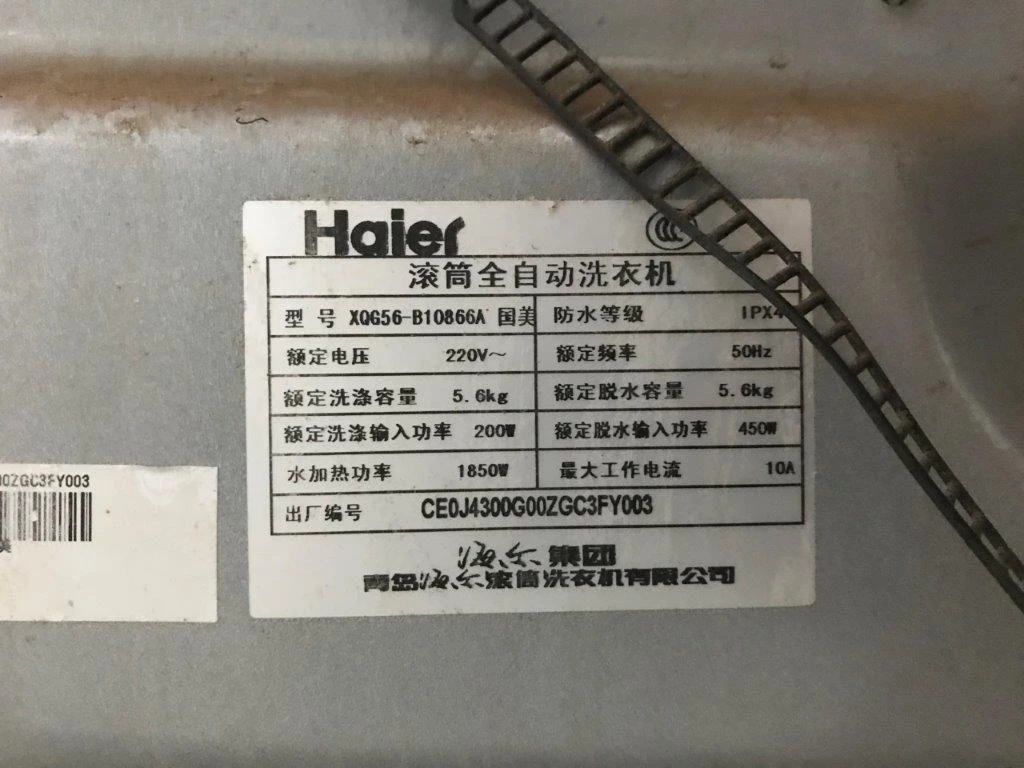 Haier
滚筒全自动洗衣机
型 号 XQG56-B10866A 国美 防水等级 IPX4
额定电压 220V～ 额定频率 50Hz
额定洗涤容量 5.6kg 额定脱水容量 5.6kg
额定洗涤输入功率 200W 额定脱水输入功率 450W
水加热功率 1850W 最大工作电流 10A
出厂编号 CE0J4300G00ZGC3FY003
海尔集团
青岛海尔滚筒洗衣机有限公司
00ZGC3FY003